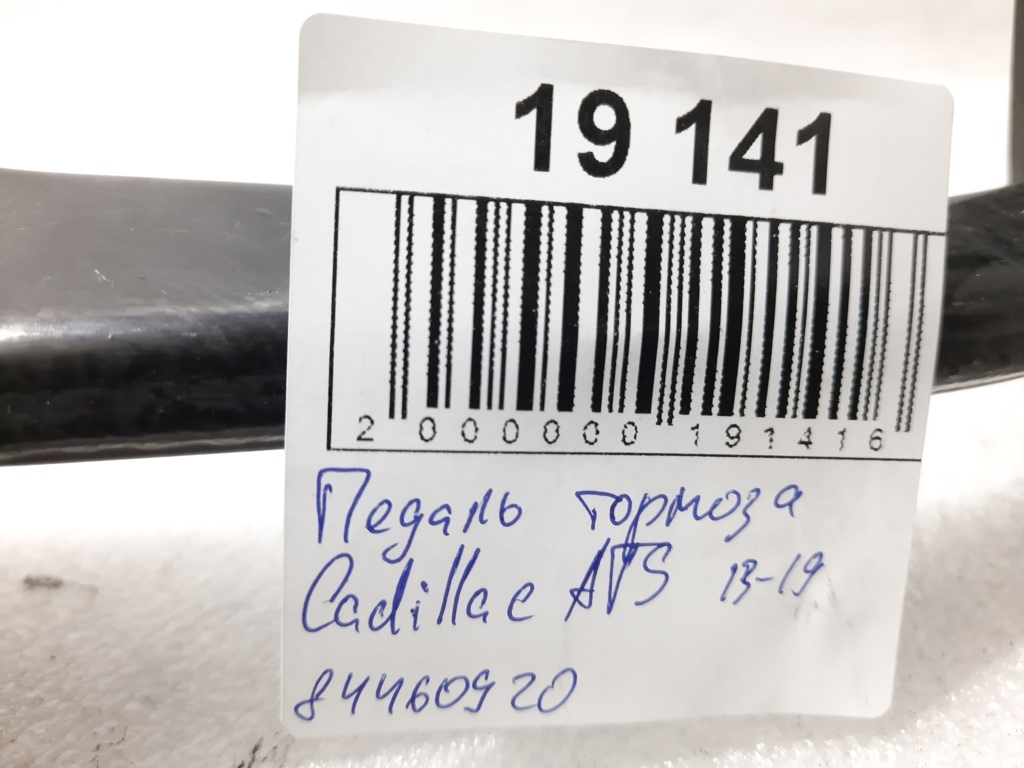 19 141
2 000000 191416
Педаль тормоза
Cadillac ATS 13-19
84460920